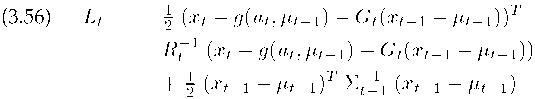 (3.56) L_t ½ (x_t − g(u_t, μ_{t−1}) − G_t(x_{t−1} − μ_{t−1}))^T
R_t^{−1} (x_t − g(u_t, μ_{t−1}) − G_t(x_{t−1} − μ_{t−1}))
+ ½ (x_{t−1} − μ_{t−1})^T Σ_{t−1}^{−1} (x_{t−1} − μ_{t−1})